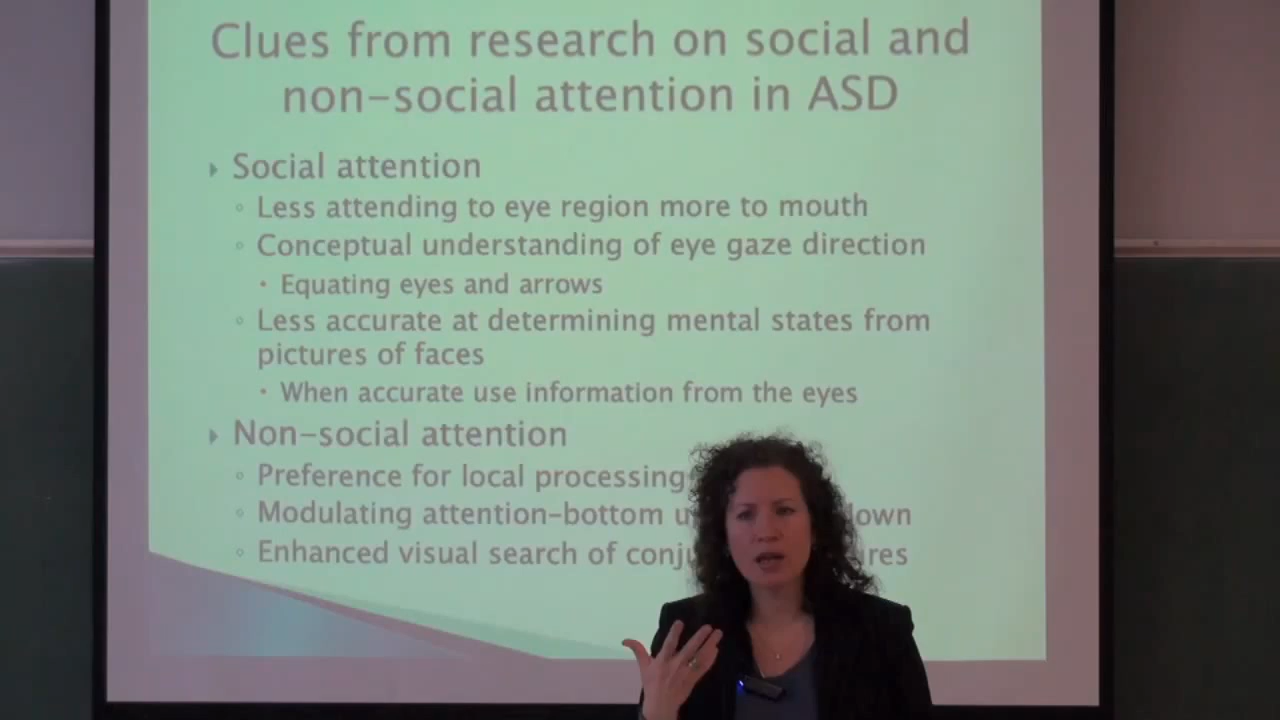 Clues from research on social and
non-social attention in ASD
Social attention
Less attending to eye region more to mouth
Conceptual understanding of eye gaze direction
Equating eyes and arrows
Less accurate at determining mental states from
pictures of faces
When accurate use information from the eyes
Non-social attention
Preference for local processing
Modulating attention-bottom
Enhanced visual search of